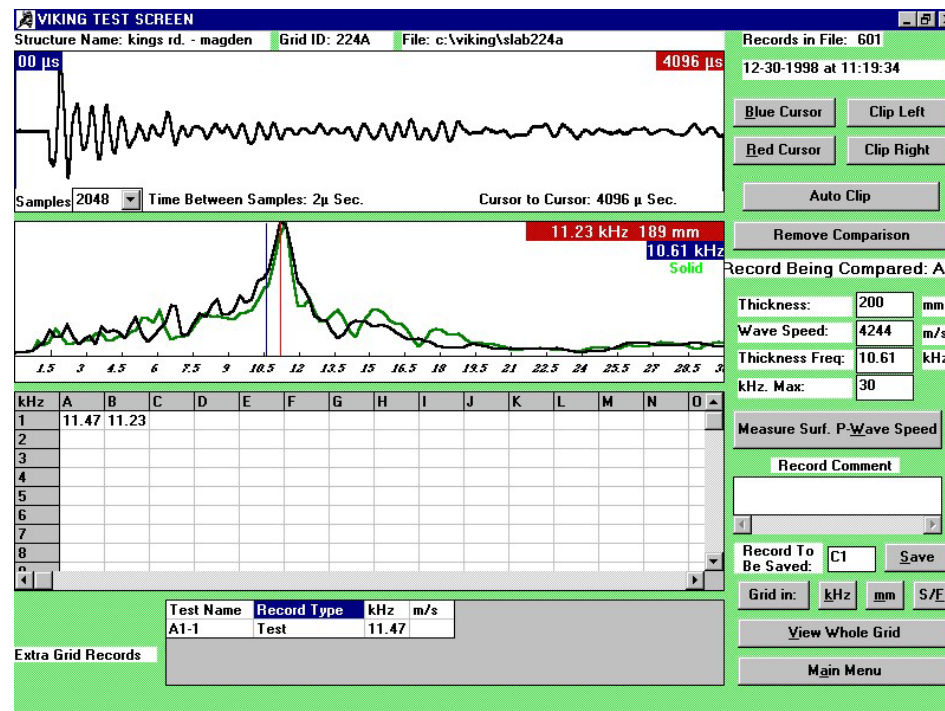 VIKING TEST SCREEN
Structure Name: kings rd. - magden Grid ID: 224A File: c:\viking\slab224a
Records in File: 601
00 µs
4096 µs
12-30-1998 at 11:19:34
Blue Cursor
Clip Left
Red Cursor
Clip Right
Samples 2048 Time Between Samples: 2µ Sec. Cursor to Cursor: 4096 µ Sec.
Auto Clip
11.23 kHz 189 mm
Remove Comparison
10.61 kHz
Solid
Record Being Compared: A
Thickness: 200 mm
Wave Speed: 4244 m/s
Thickness Freq: 10.61 kHz
kHz. Max: 30
1.5 3 4.5 6 7.5 9 10.5 12 13.5 15 16.5 18 19.5 21 22.5 24 25.5 27 28.5
kHz A B C D E F G H I J K L M N O
1 11.47 11.23
2
3
4
5
6
7
8
Measure Surf. P-Wave Speed
Record Comment
Record To
Be Saved: C1 Save
Grid in: kHz mm S/F
View Whole Grid
Main Menu
Test Name Record Type kHz m/s
A1-1 Test 11.47
Extra Grid Records